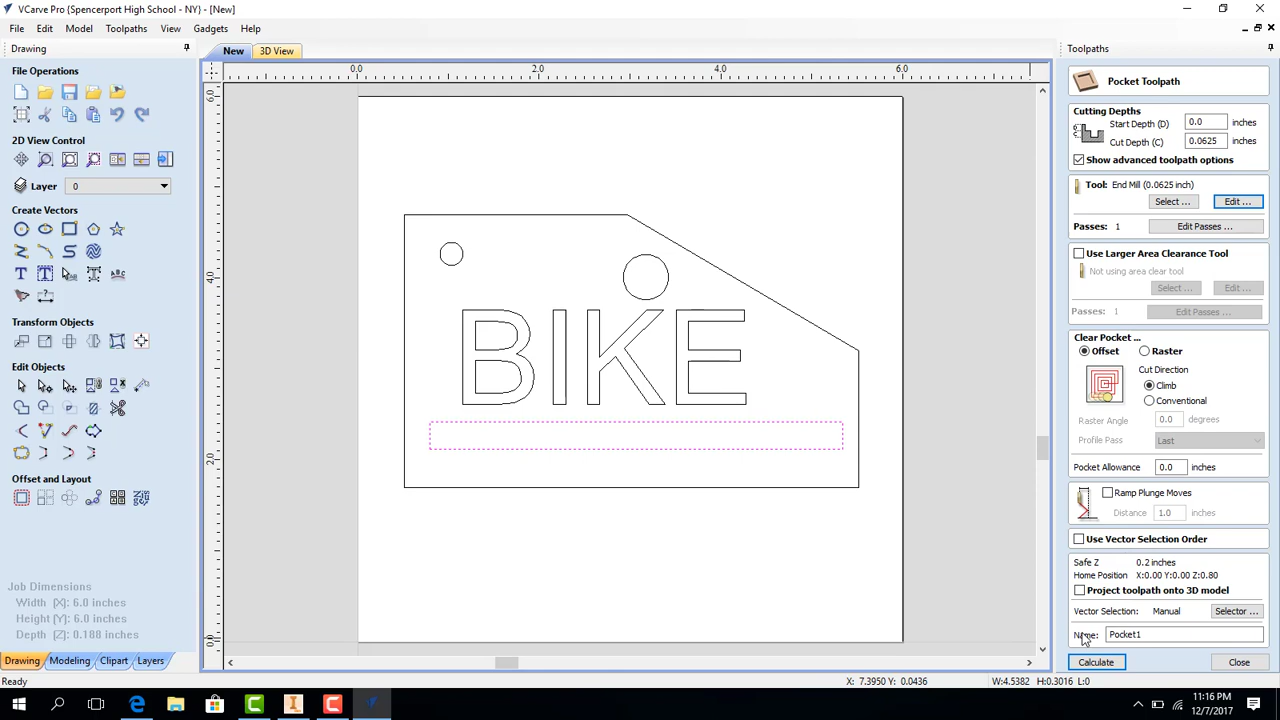 VCarve Pro {Spencerport High School - NY} - [New]
File Edit Model Toolpaths View Gadgets Help
Drawing
New
3D View
Toolpaths
File Operations
2D View Control
Layer 0
Create Vectors
Transform Objects
Edit Objects
Offset and Layout
Job Dimensions
Width (X): 6.0 inches
Height (Y): 6.0 inches
Depth (Z): 0.188 inches
Drawing Modeling Clipart Layers
Ready
0.0 2.0 4.0 6.0
6.0
4.0
2.0
0.0
BIKE
X: 7.3950 Y: 0.0436
W:4.5382 H:0.3016 L:0
Pocket Toolpath
Cutting Depths
Start Depth (D) 0.0 inches
Cut Depth (C) 0.0625 inches
Show advanced toolpath options
Tool: End Mill (0.0625 inch)
Select ... Edit ...
Passes: 1 Edit Passes ...
Use Larger Area Clearance Tool
Not using area clear tool
Select ... Edit ...
Passes: 1 Edit Passes ...
Clear Pocket ...
Offset Raster
Cut Direction
Climb
Conventional
Raster Angle 0.0 degrees
Profile Pass Last
Pocket Allowance 0.0 inches
Ramp Plunge Moves
Distance 1.0 inches
Use Vector Selection Order
Safe Z 0.2 inches
Home Position X:0.00 Y:0.00 Z:0.80
Project toolpath onto 3D model
Vector Selection: Manual Selector ...
Name: Pocket1
Calculate Close
11:16 PM
12/7/2017